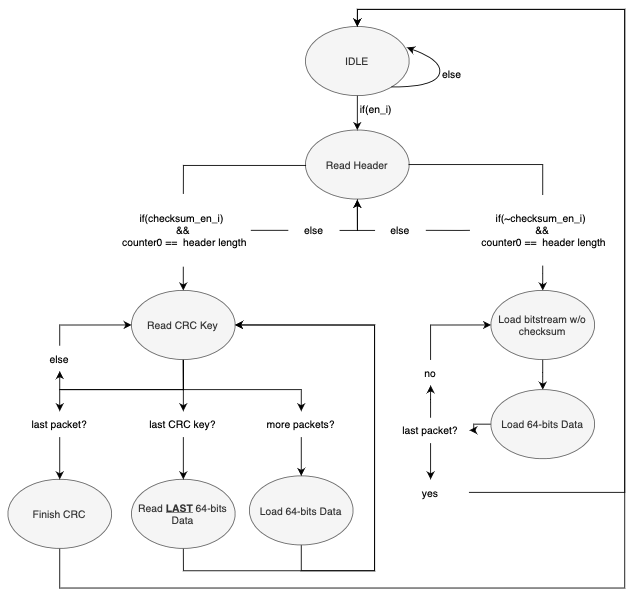 IDLE
else
if(en_i)
Read Header
if(checksum_en_i)
&&
counter0 == header length
else
else
if(~checksum_en_i)
&&
counter0 == header length
Read CRC Key
Load bitstream w/o
checksum
else
no
last packet?
last CRC key?
more packets?
last packet?
Load 64-bits Data
yes
Finish CRC
Read LAST 64-bits
Data
Load 64-bits Data